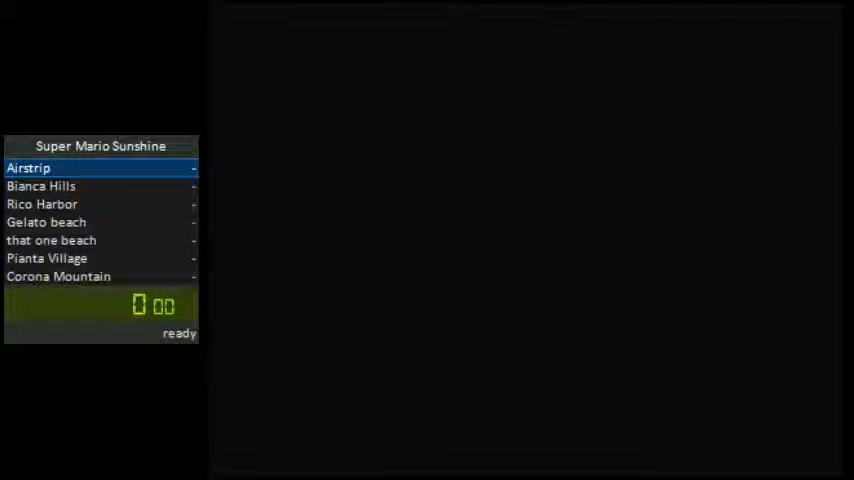 Super Mario Sunshine
Airstrip -
Bianca Hills -
Rico Harbor -
Gelato beach -
that one beach -
Pianta Village -
Corona Mountain -
0 00
ready